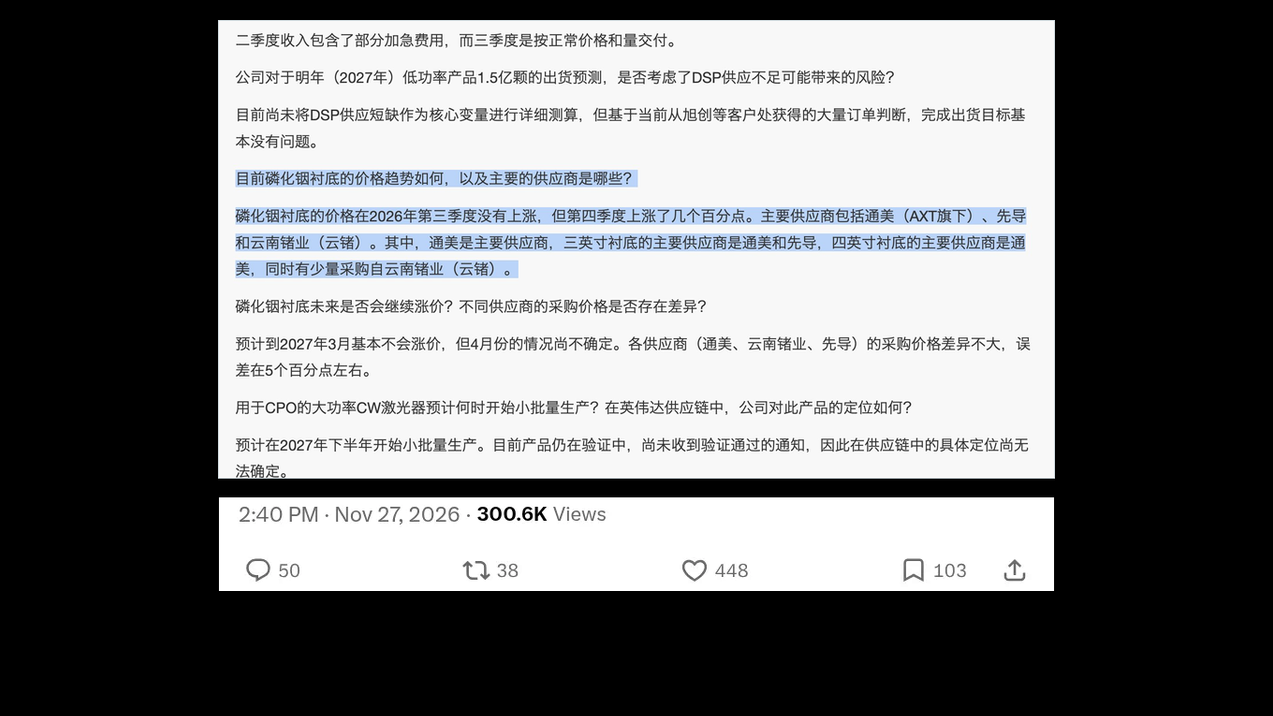 二季度收入包含了部分加急费用，而三季度是按正常价格和量交付。
公司对于明年（2027年）低功率产品1.5亿颗的出货预测，是否考虑了DSP供应不足可能带来的风险？
目前尚未将DSP供应短缺作为核心变量进行详细测算，但基于当前从旭创等客户处获得的大量订单判断，完成出货目标基
本没有问题。
目前磷化铟衬底的价格趋势如何，以及主要的供应商是哪些？
磷化铟衬底的价格在2026年第三季度没有上涨，但第四季度上涨了几个百分点。主要供应商包括通美（AXT旗下）、先导
和云南锗业（云锗）。其中，通美是主要供应商，三英寸衬底的主要供应商是通美和先导，四英寸衬底的主要供应商是通
美，同时有少量采购自云南锗业（云锗）。
磷化铟衬底未来是否会继续涨价？不同供应商的采购价格是否存在差异？
预计到2027年3月基本不会涨价，但4月份的情况尚不确定。各供应商（通美、云南锗业、先导）的采购价格差异不大，误
差在5个百分点左右。
用于CPO的大功率CW激光器预计何时开始小批量生产？在英伟达供应链中，公司对此产品的定位如何？
预计在2027年下半年开始小批量生产。目前产品仍在验证中，尚未收到验证通过的通知，因此在供应链中的具体定位尚无
法确定。
2:40 PM · Nov 27, 2026 · 300.6K Views
50 38 448 103